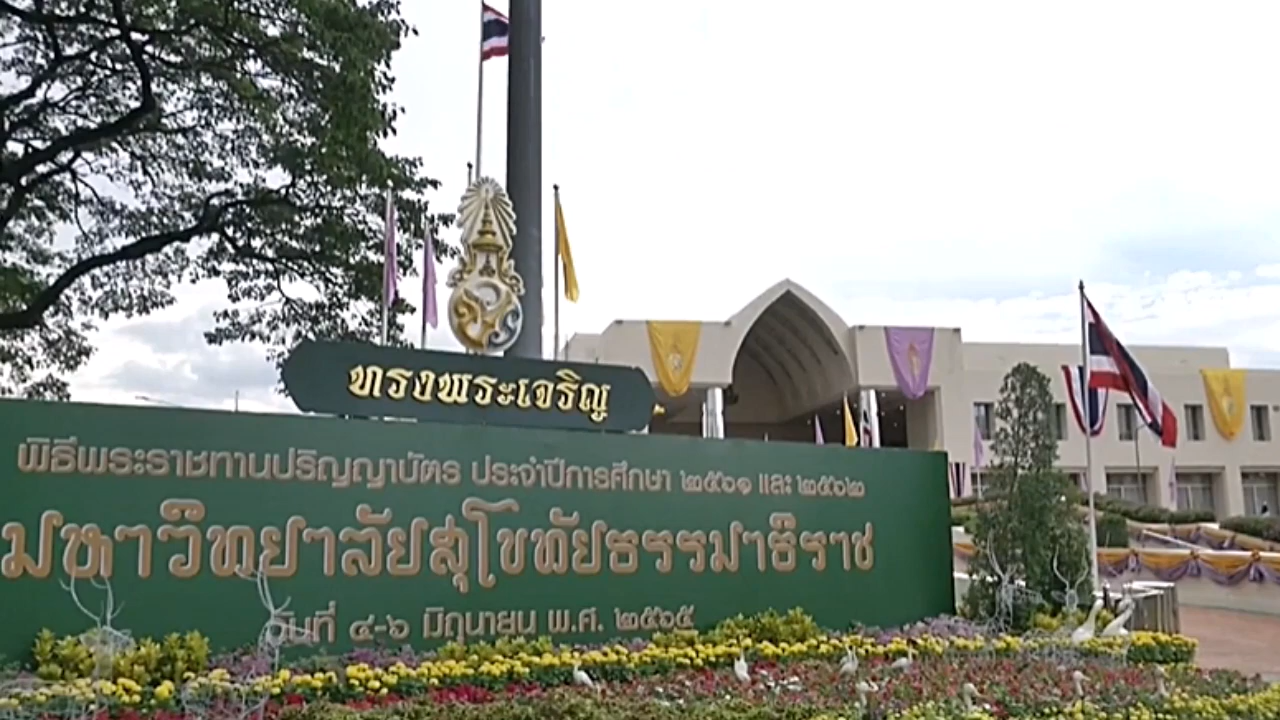 ทรงพระเจริญ
พิธีพระราชทานปริญญาบัตร ประจำปีการศึกษา ๒๕๖๑ และ ๒๕๖๒
มหาวิทยาลัยสุโขทัยธรรมาธิราช
วันที่ ๔-๖ มิถุนายน พ.ศ. ๒๕๖๕